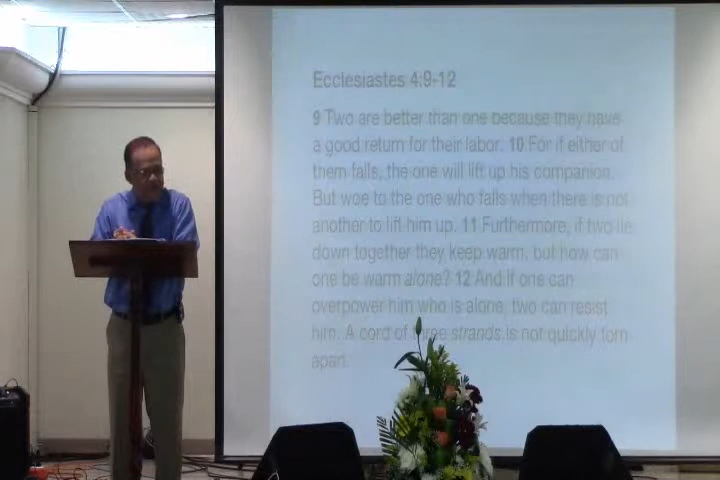 Ecclesiastes 4:9-12
9 Two are better than one because they have
a good return for their labor. 10 For if either of
them falls, the one will lift up his companion.
But woe to the one who falls when there is not
another to lift him up. 11 Furthermore, if two lie
down together they keep warm, but how can
one be warm alone? 12 And if one can
overpower him who is alone, two can resist
him. A cord of three strands is not quickly torn
apart.